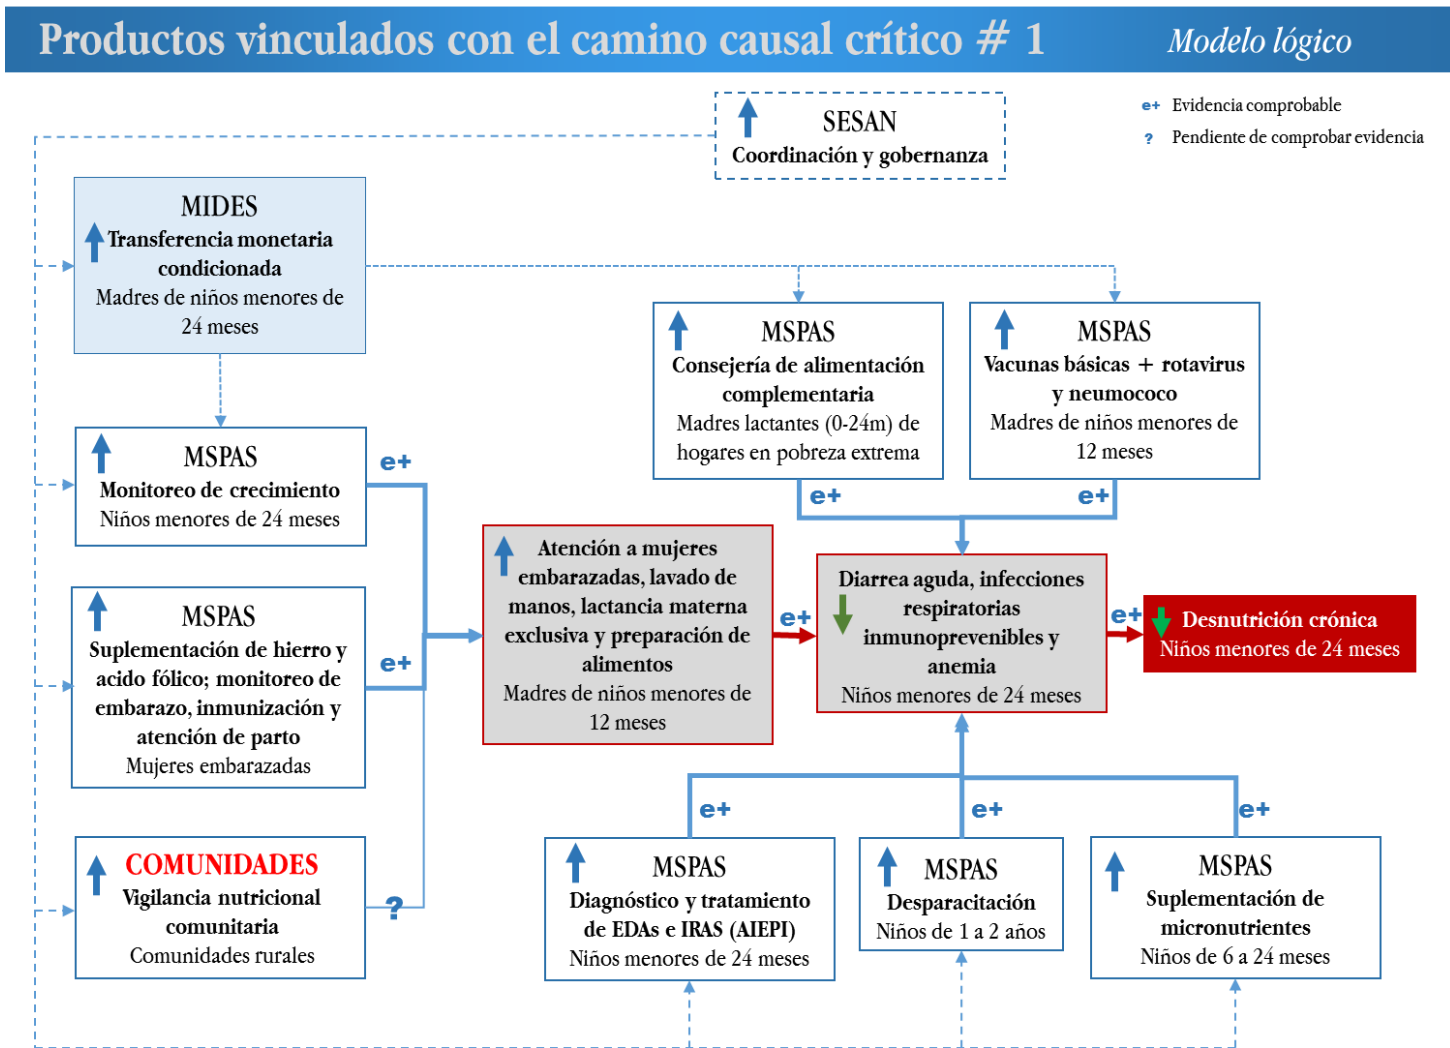 Productos vinculados con el camino causal crítico # 1
Modelo lógico
SESAN
Coordinación y gobernanza
e+ Evidencia comprobable
? Pendiente de comprobar evidencia
MIDES
Transferencia monetaria
condicionada
Madres de niños menores de
24 meses
MSPAS
Consejería de alimentación
complementaria
Madres lactantes (0-24m) de
hogares en pobreza extrema
MSPAS
Vacunas básicas + rotavirus
y neumococo
Madres de niños menores de
12 meses
MSPAS
Monitoreo de crecimiento
Niños menores de 24 meses
e+
e+
e+
MSPAS
Suplementación de hierro y
acido fólico; monitoreo de
embarazo, inmunización y
atención de parto
Mujeres embarazadas
e+
Atención a mujeres
embarazadas, lavado de
manos, lactancia materna
exclusiva y preparación de
alimentos
Madres de niños menores de
12 meses
e+
Diarrea aguda, infecciones
respiratorias
inmunoprevenibles y
anemia
Niños menores de 24 meses
e+
Desnutrición crónica
Niños menores de 24 meses
COMUNIDADES
Vigilancia nutricional
comunitaria
Comunidades rurales
?
e+
e+
e+
MSPAS
Diagnóstico y tratamiento
de EDAs e IRAS (AIEPI)
Niños menores de 24 meses
MSPAS
Desparacitación
Niños de 1 a 2 años
MSPAS
Suplementación de
micronutrientes
Niños de 6 a 24 meses